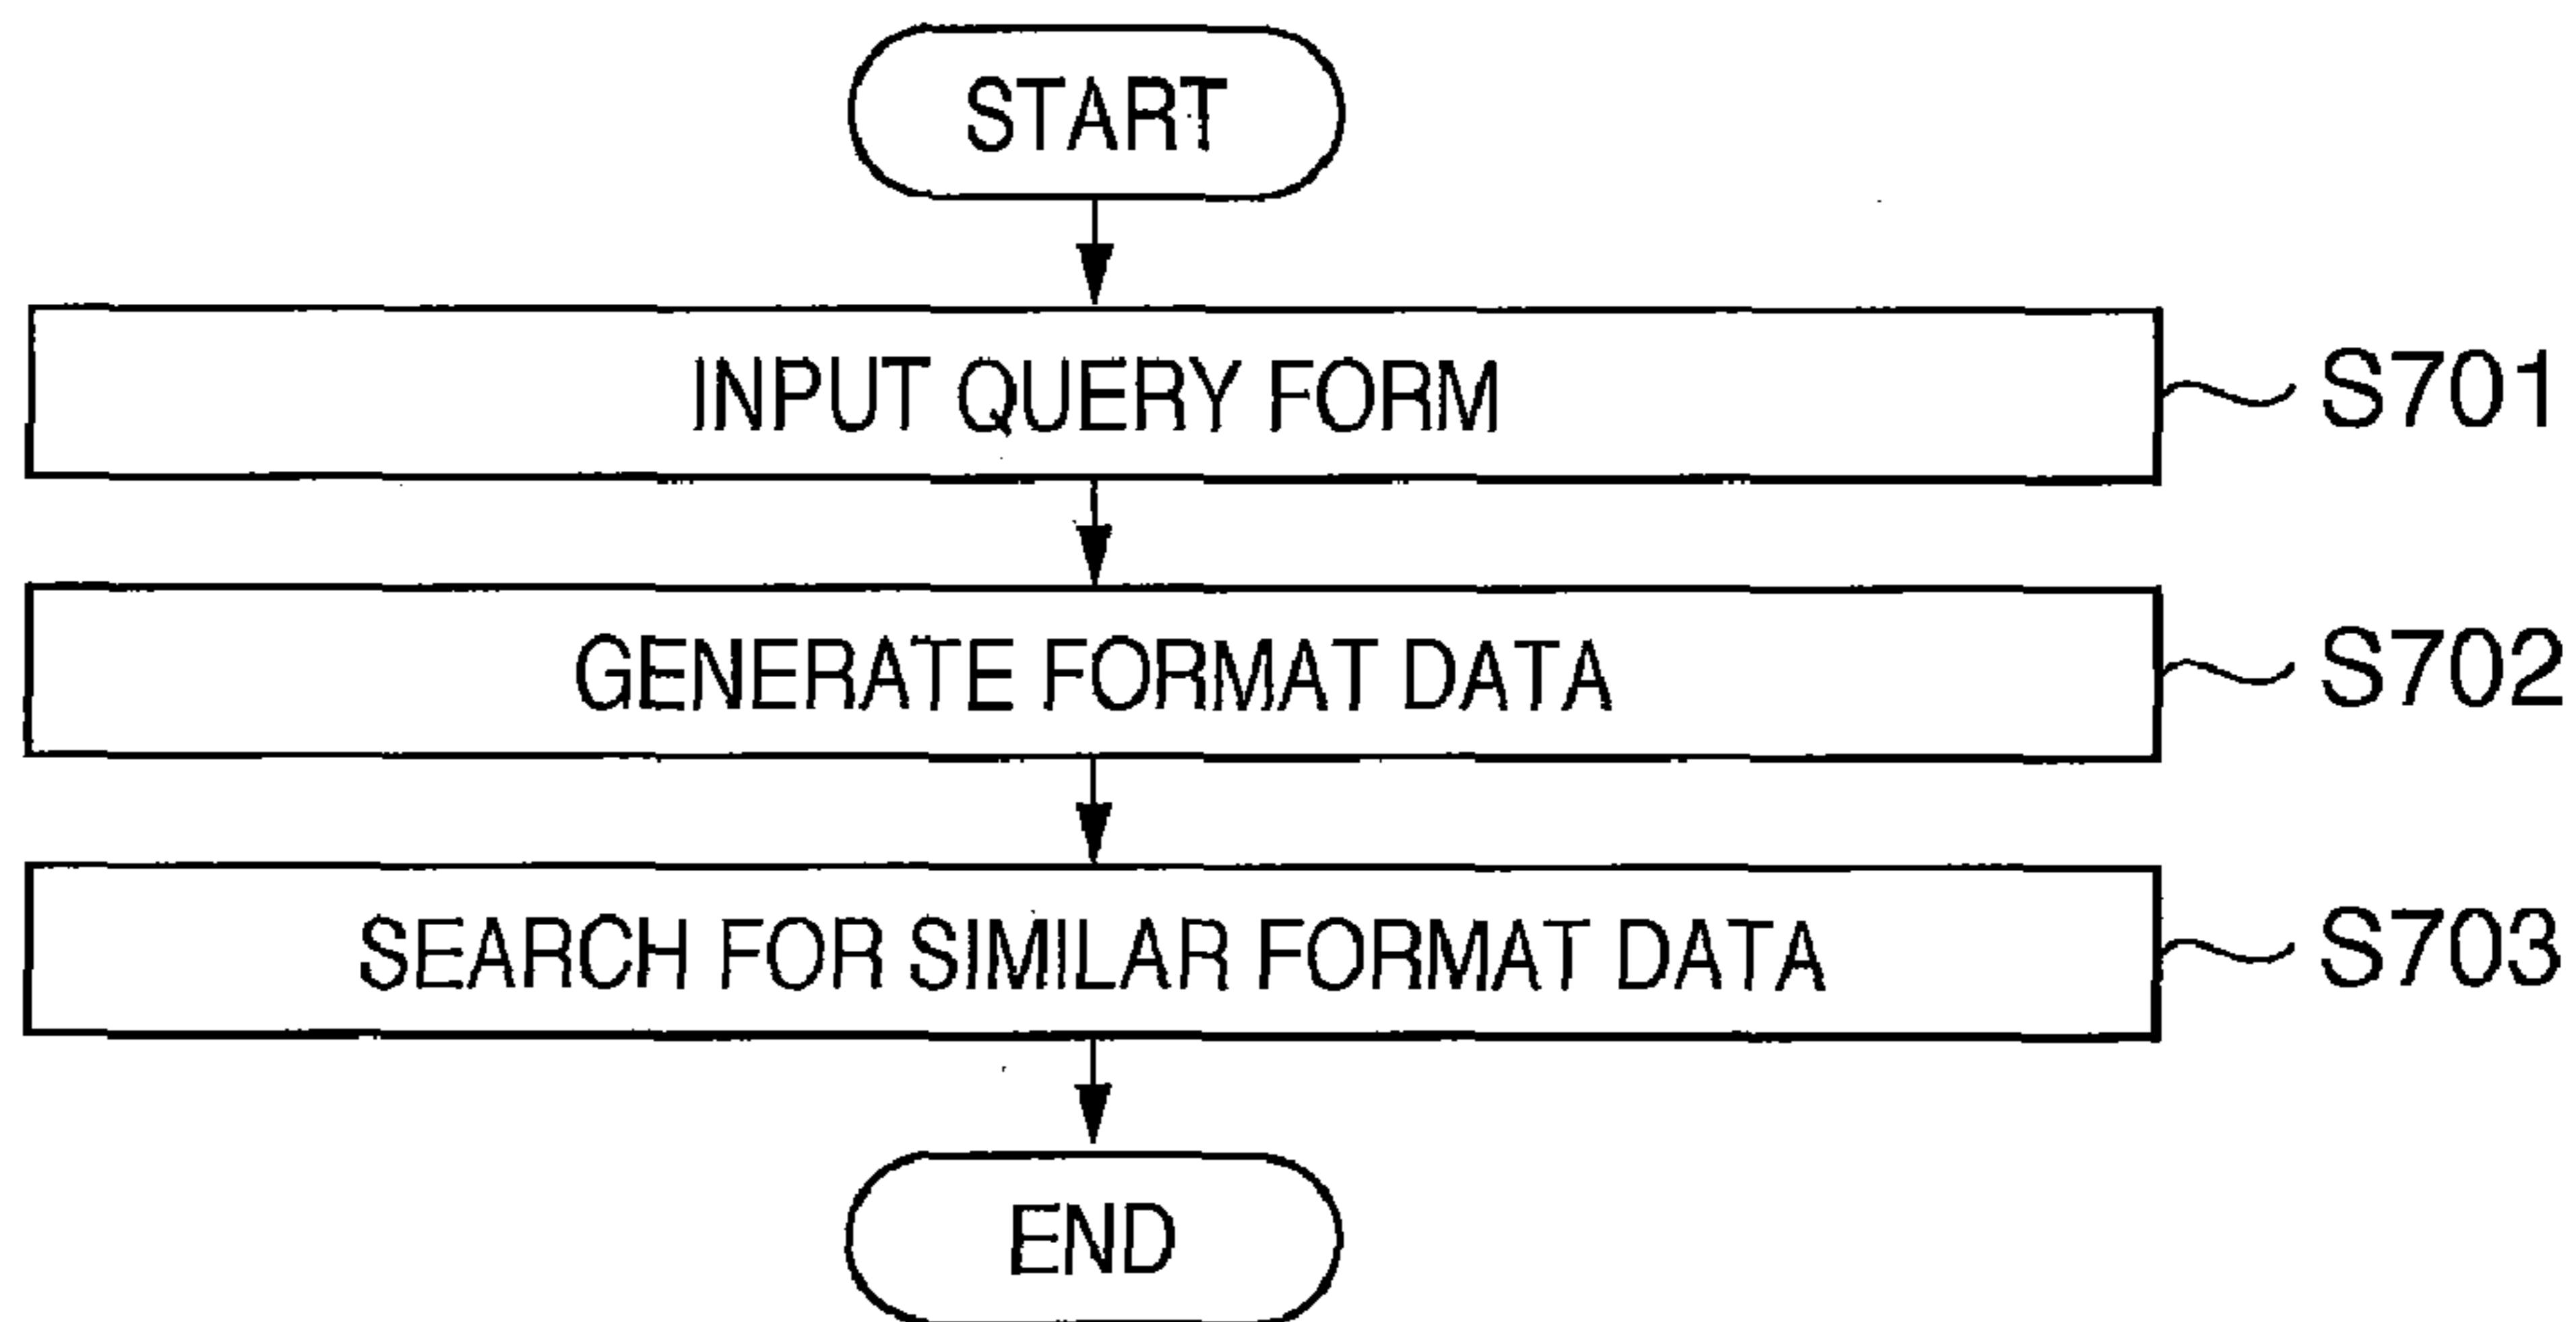 START
INPUT QUERY FORM
S701
GENERATE FORMAT DATA
S702
SEARCH FOR SIMILAR FORMAT DATA
S703
END